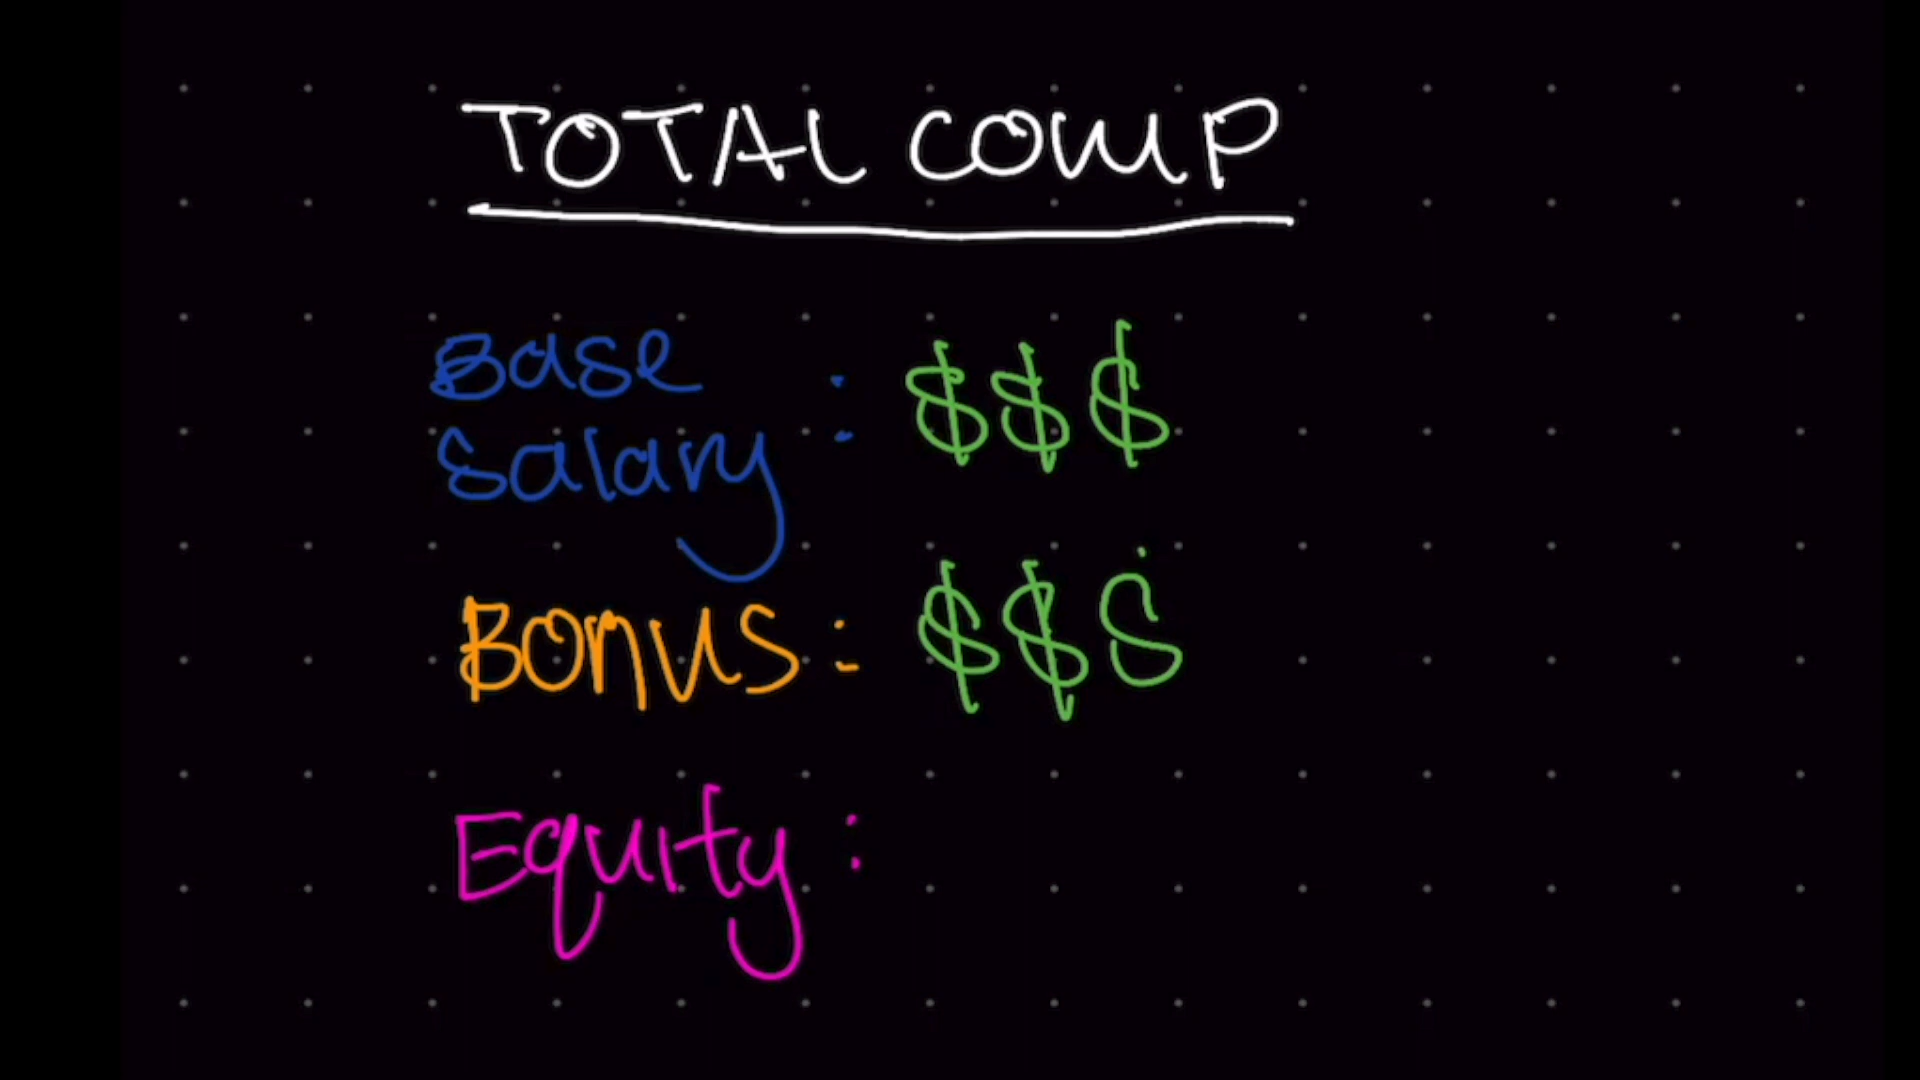 TOTAL COMP
Base
Salary : $$$
Bonus : $$S
Equity :